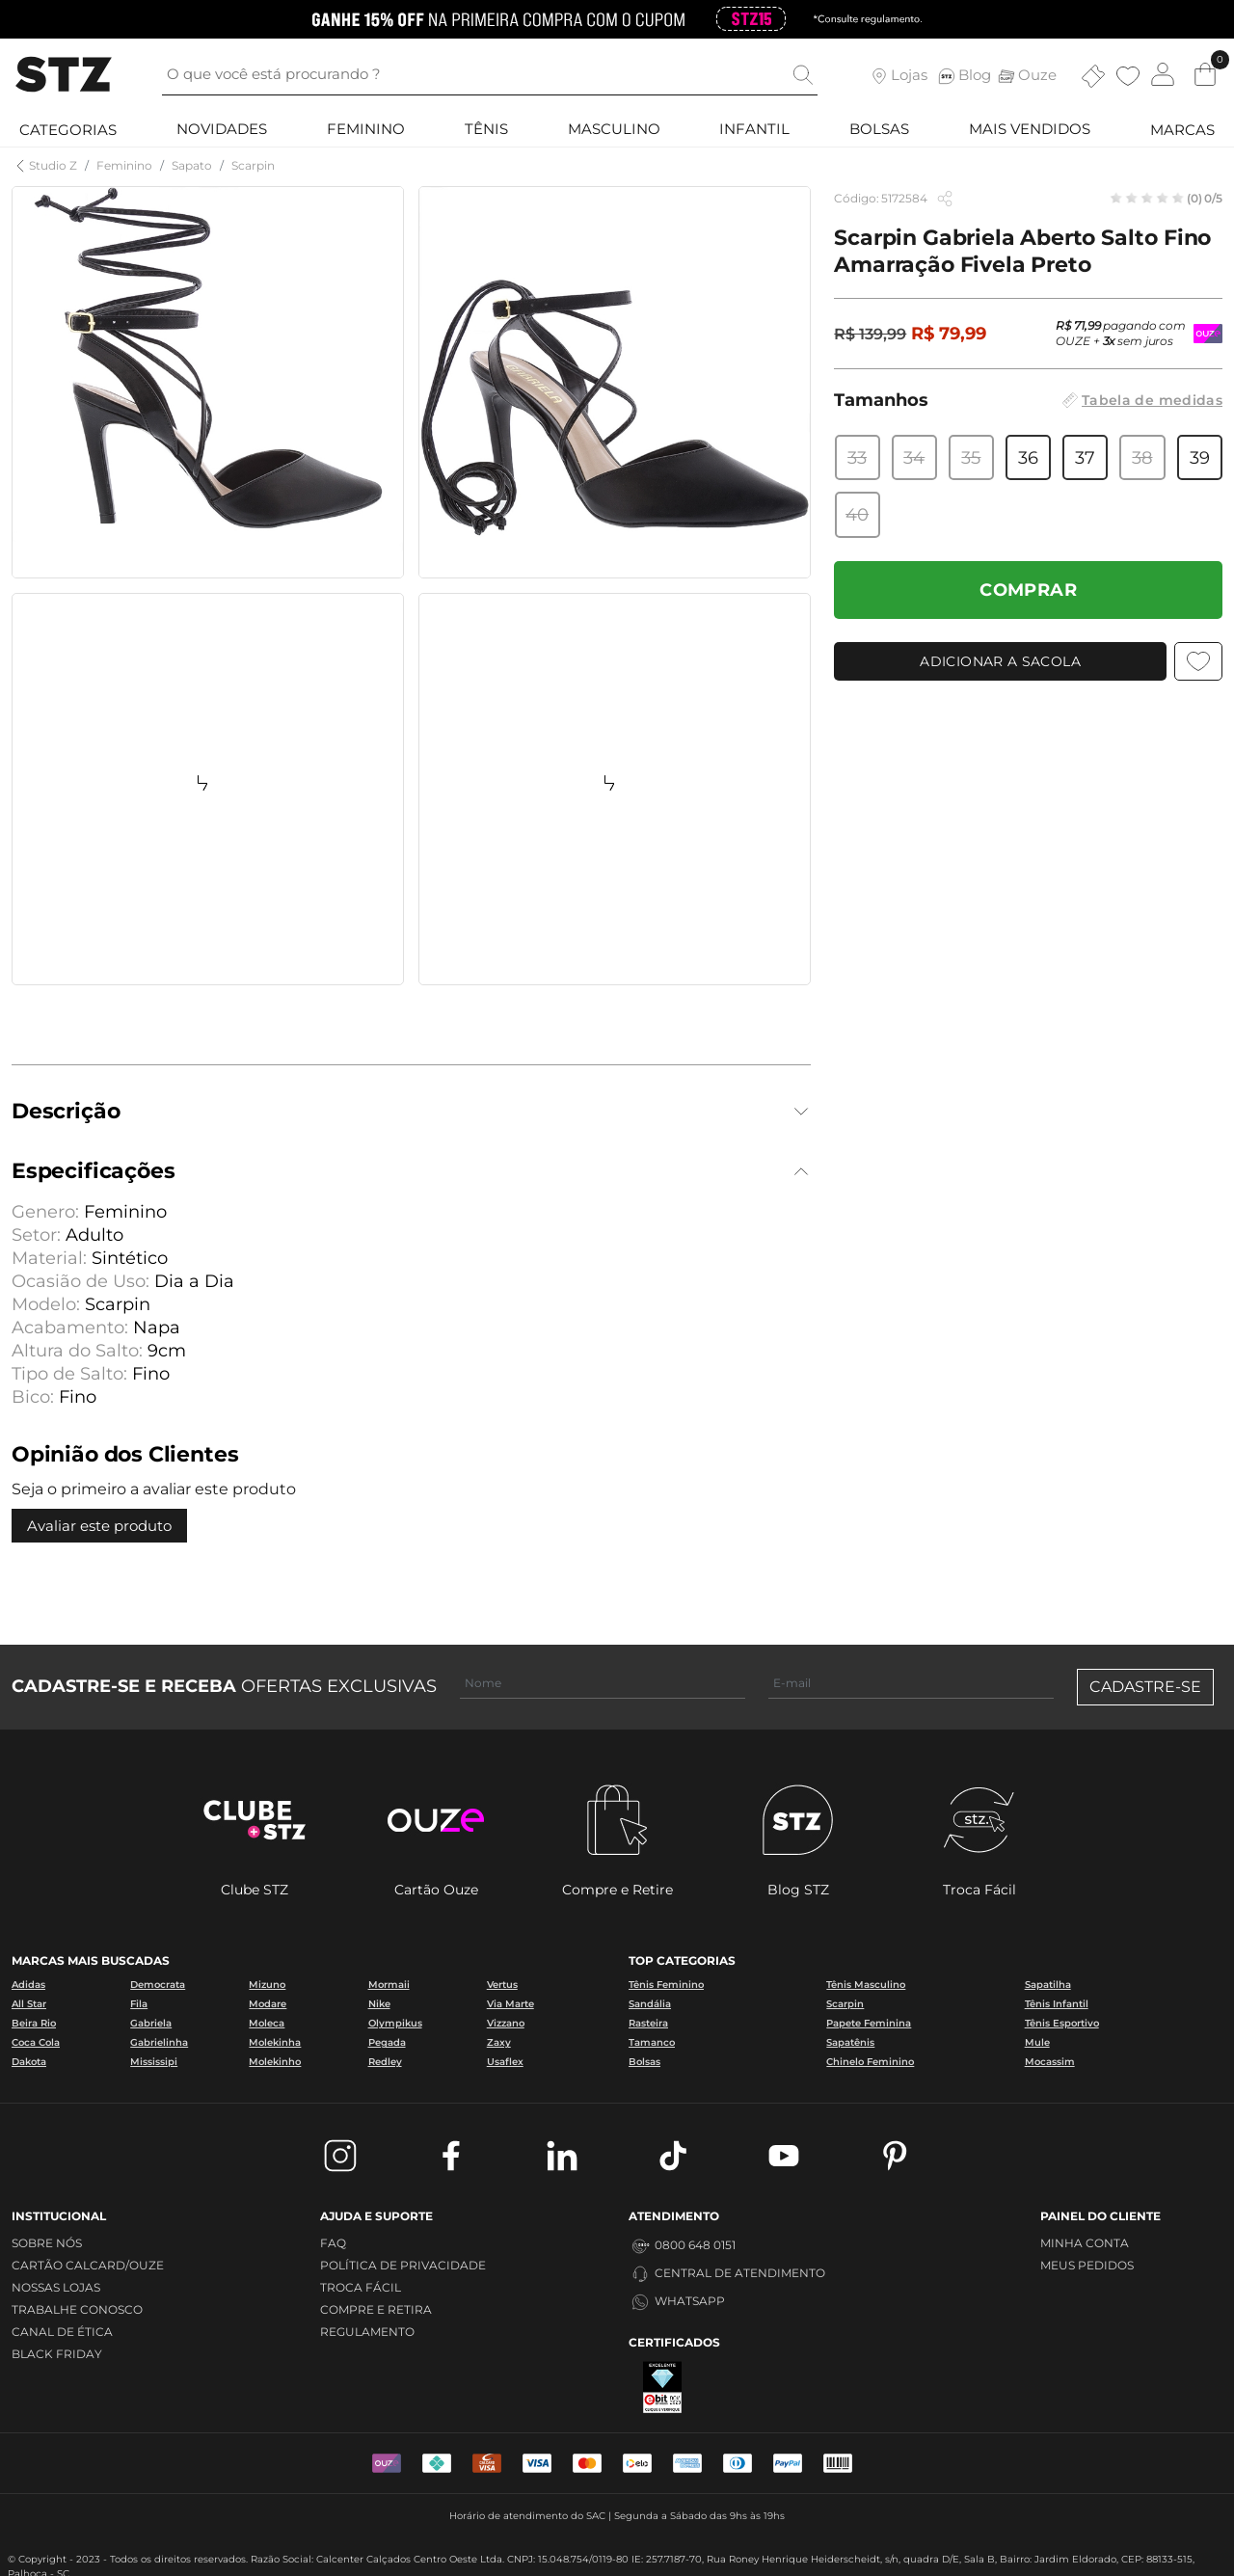 GANHE 15% OFF NA PRIMEIRA COMPRA COM O CUPOM STZ15 *Consulte regulamento.
STZ
O que você está procurando ?
Lojas
STZ
Blog
Ouze
0
CATEGORIAS NOVIDADES FEMININO TÊNIS MASCULINO INFANTIL BOLSAS MAIS VENDIDOS MARCAS
Studio Z / Feminino / Sapato / Scarpin
GABRIELA
Código: 5172584
(0) 0/5
Scarpin Gabriela Aberto Salto Fino
Amarração Fivela Preto
R$ 139,99 R$ 79,99
R$ 71,99 pagando com
OUZE + 3x sem juros
Tamanhos
Tabela de medidas
33 34 35 36 37 38 39
40
COMPRAR
ADICIONAR A SACOLA
Descrição
Especificações
Genero: Feminino
Setor: Adulto
Material: Sintético
Ocasião de Uso: Dia a Dia
Modelo: Scarpin
Acabamento: Napa
Altura do Salto: 9cm
Tipo de Salto: Fino
Bico: Fino
Opinião dos Clientes
Seja o primeiro a avaliar este produto
Avaliar este produto
CADASTRE-SE E RECEBA OFERTAS EXCLUSIVAS
Nome
E-mail
CADASTRE-SE
CLUBE
+STZ
ouze
STZ
stz.
Clube STZ
Cartão Ouze
Compre e Retire
Blog STZ
Troca Fácil
MARCAS MAIS BUSCADAS
Adidas Democrata Mizuno Mormaii Vertus
All Star Fila Modare Nike Via Marte
Beira Rio Gabriela Moleca Olympikus Vizzano
Coca Cola Gabrielinha Molekinha Pegada Zaxy
Dakota Mississipi Molekinho Redley Usaflex
TOP CATEGORIAS
Tênis Feminino Tênis Masculino Sapatilha
Sandália Scarpin Tênis Infantil
Rasteira Papete Feminina Tênis Esportivo
Tamanco Sapatênis Mule
Bolsas Chinelo Feminino Mocassim
INSTITUCIONAL
SOBRE NÓS
CARTÃO CALCARD/OUZE
NOSSAS LOJAS
TRABALHE CONOSCO
CANAL DE ÉTICA
BLACK FRIDAY
AJUDA E SUPORTE
FAQ
POLÍTICA DE PRIVACIDADE
TROCA FÁCIL
COMPRE E RETIRA
REGULAMENTO
ATENDIMENTO
0800 648 0151
CENTRAL DE ATENDIMENTO
WHATSAPP
CERTIFICADOS
EXCELENTE
ebit
CLIQUE E VERIFIQUE
PAINEL DO CLIENTE
MINHA CONTA
MEUS PEDIDOS
VISA
VISA
elo
PayPal
Horário de atendimento do SAC | Segunda a Sábado das 9hs às 19hs
© Copyright - 2023 - Todos os direitos reservados. Razão Social: Calcenter Calçados Centro Oeste Ltda. CNPJ: 15.048.754/0119-80 IE: 257.7187-70, Rua Roney Henrique Heiderscheidt, s/n, quadra D/E, Sala B, Bairro: Jardim Eldorado, CEP: 88133-515,
Palhoça - SC